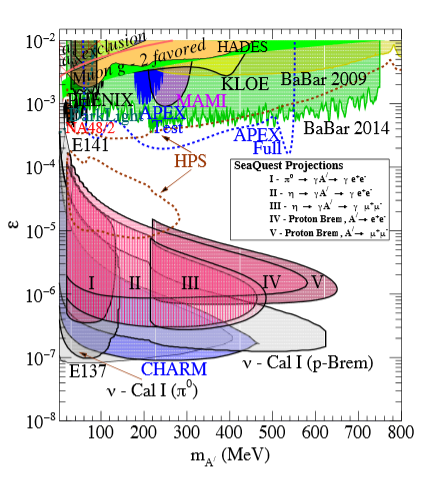 10⁻²
10⁻³
10⁻⁴
10⁻⁵
10⁻⁶
10⁻⁷
10⁻⁸
ε
exclusion
2 favored
HADES
Muon g
KLOE
BaBar 2009
PHENIX
MAMI
DarkLight
APEX
Test
NA48/2
APEX
Full
BaBar 2014
E141
HPS
SeaQuest Projections
I - π⁰ → γA′ → γ e⁺e⁻
II - η → γA′ → γ e⁺e⁻
III - η → γA′ → γ μ⁺μ⁻
IV - Proton Brem, A′→ e⁺e⁻
V - Proton Brem, A′→ μ⁺μ⁻
I
II
III
IV
V
E137
CHARM
ν - Cal I (p-Brem)
ν - Cal I (π⁰)
100 200 300 400 500 600 700 800
m_A′ (MeV)